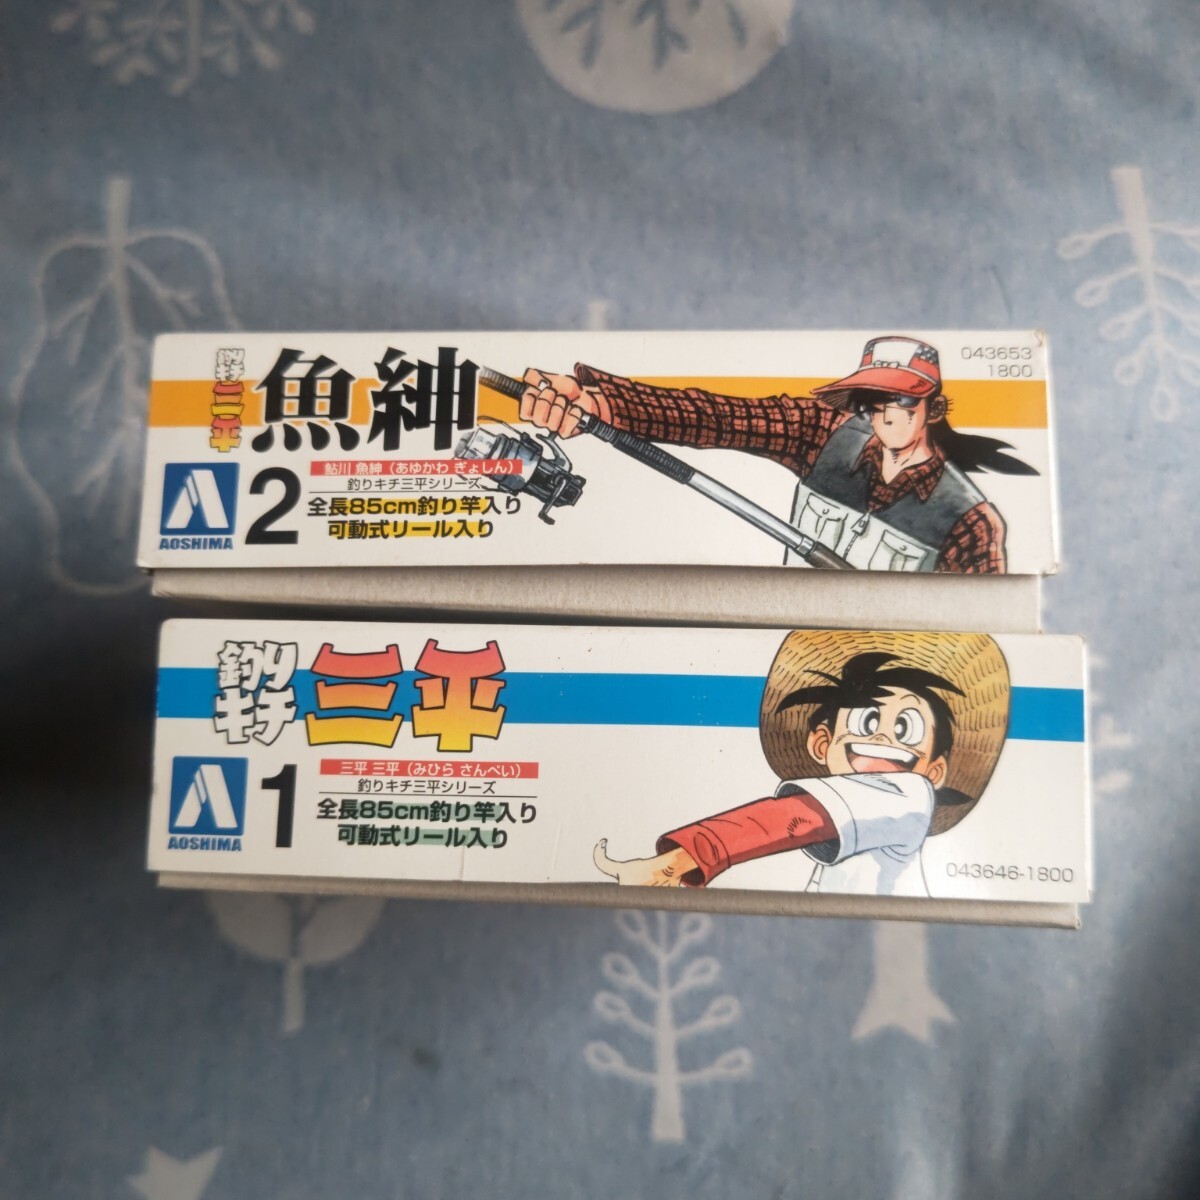 釣り
キチ
三平
魚紳
043653
1800
AOSHIMA
2
鮎川 魚紳（あゆかわ ぎょしん）
釣りキチ三平シリーズ
全長85cm釣り竿入り
可動式リール入り
釣り
キチ
三平
AOSHIMA
1
三平 三平（みひら さんぺい）
釣りキチ三平シリーズ
全長85cm釣り竿入り
可動式リール入り
043646-1800